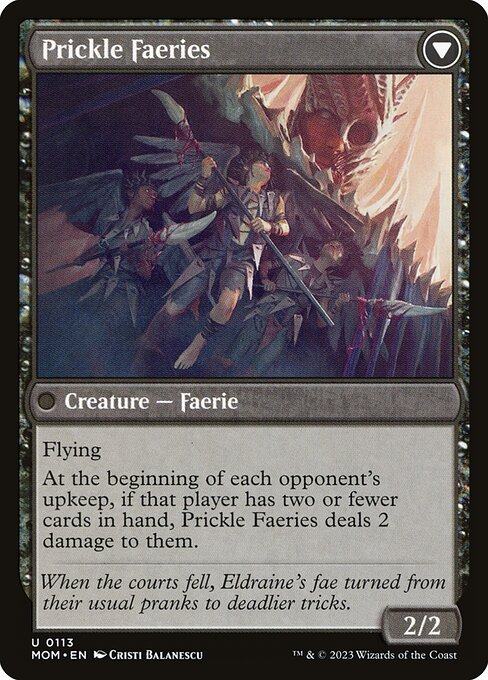 Prickle Faeries
Creature — Faerie
Flying
At the beginning of each opponent's
upkeep, if that player has two or fewer
cards in hand, Prickle Faeries deals 2
damage to them.
When the courts fell, Eldraine's fae turned from
their usual pranks to deadlier tricks.
2/2
U 0113
MOM • EN Cristi Balanescu
™ & © 2023 Wizards of the Coast